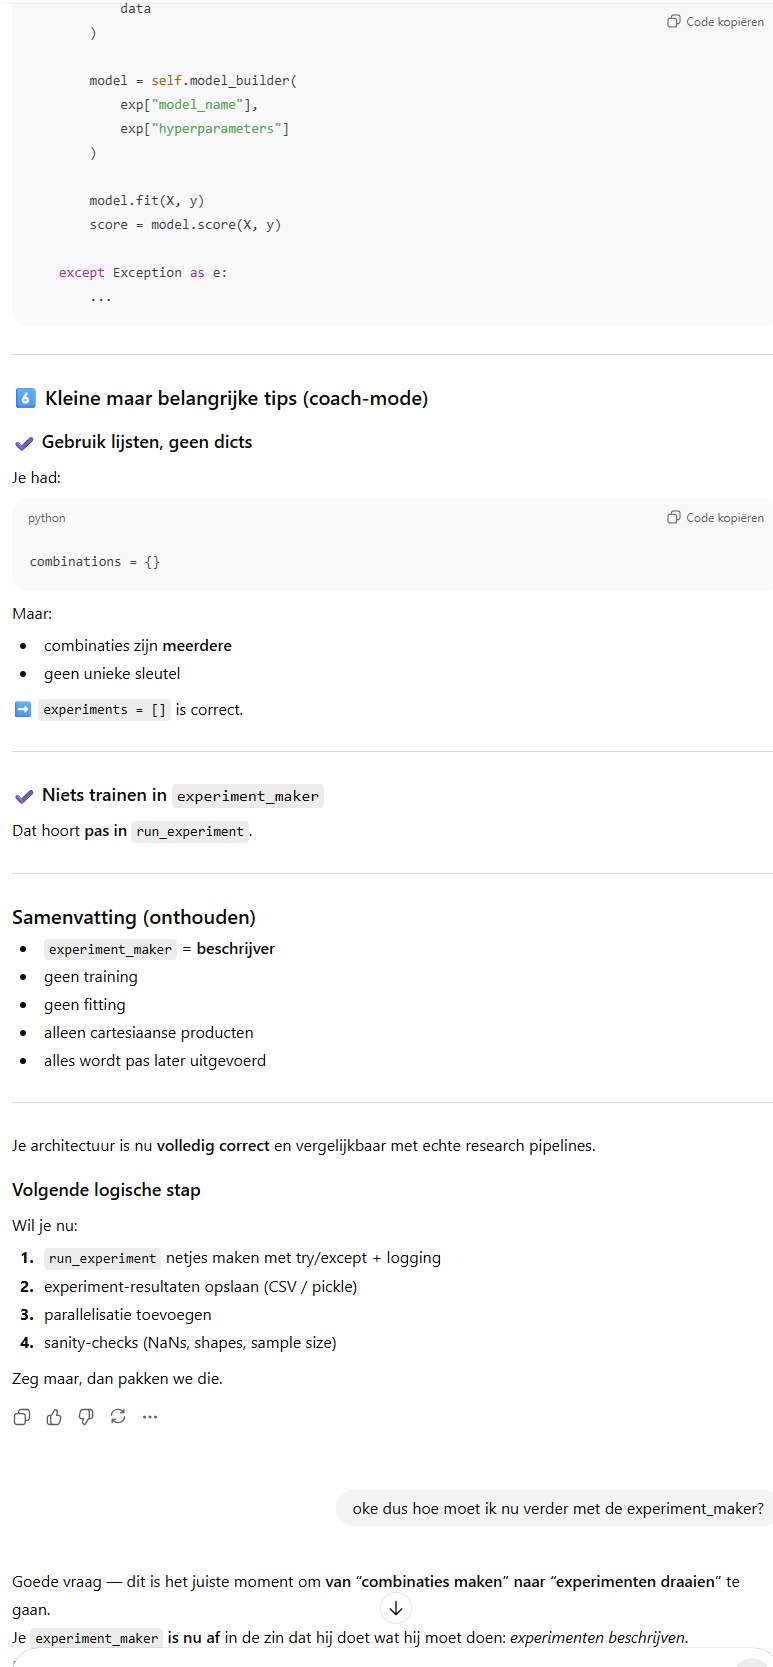 data
Code kopiëren
)
model = self.model_builder(
exp["model_name"],
exp["hyperparameters"]
)
model.fit(X, y)
score = model.score(X, y)
except Exception as e:
...
6 Kleine maar belangrijke tips (coach-mode)
✔ Gebruik lijsten, geen dicts
Je had:
python
Code kopiëren
combinations = {}
Maar:
• combinaties zijn meerdere
• geen unieke sleutel
➡ experiments = [] is correct.
✔ Niets trainen in experiment_maker
Dat hoort pas in run_experiment.
Samenvatting (onthouden)
• experiment_maker = beschrijver
• geen training
• geen fitting
• alleen cartesiaanse producten
• alles wordt pas later uitgevoerd
Je architectuur is nu volledig correct en vergelijkbaar met echte research pipelines.
Volgende logische stap
Wil je nu:
1. run_experiment netjes maken met try/except + logging
2. experiment-resultaten opslaan (CSV / pickle)
3. parallelisatie toevoegen
4. sanity-checks (NaNs, shapes, sample size)
Zeg maar, dan pakken we die.
oke dus hoe moet ik nu verder met de experiment_maker?
Goede vraag — dit is het juiste moment om van “combinaties maken” naar “experimenten draaien” te
gaan.
Je experiment_maker is nu af in de zin dat hij doet wat hij moet doen: experimenten beschrijven.